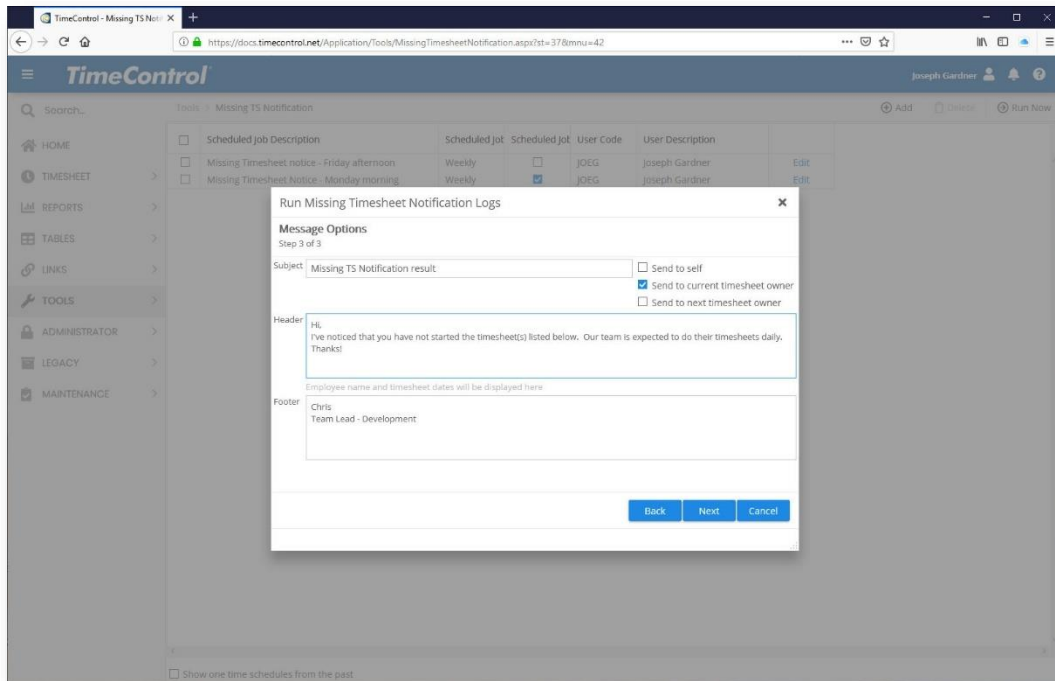 TimeControl - Missing TS Notif
https://docs.timecontrol.net/Application/Tools/MissingTimesheetNotification.aspx?st=37&mnu=42
TimeControl
Joseph Gardner
Search...
Tools > Missing TS Notification
Add
Delete
Run Now
HOME
TIMESHEET
REPORTS
TABLES
LINKS
TOOLS
ADMINISTRATOR
LEGACY
MAINTENANCE
Scheduled Job Description Scheduled Job Scheduled Job User Code User Description
Missing Timesheet notice - Friday afternoon Weekly JOEG Joseph Gardner Edit
Missing Timesheet Notice - Monday morning Weekly JOEG Joseph Gardner Edit
Run Missing Timesheet Notification Logs
Message Options
Step 3 of 3
Subject Missing TS Notification result
Send to self
Send to current timesheet owner
Send to next timesheet owner
Header
Hi,
I've noticed that you have not started the timesheet(s) listed below. Our team is expected to do their timesheets daily.
Thanks!
Employee name and timesheet dates will be displayed here
Footer
Chris
Team Lead - Development
Back Next Cancel
Show one time schedules from the past